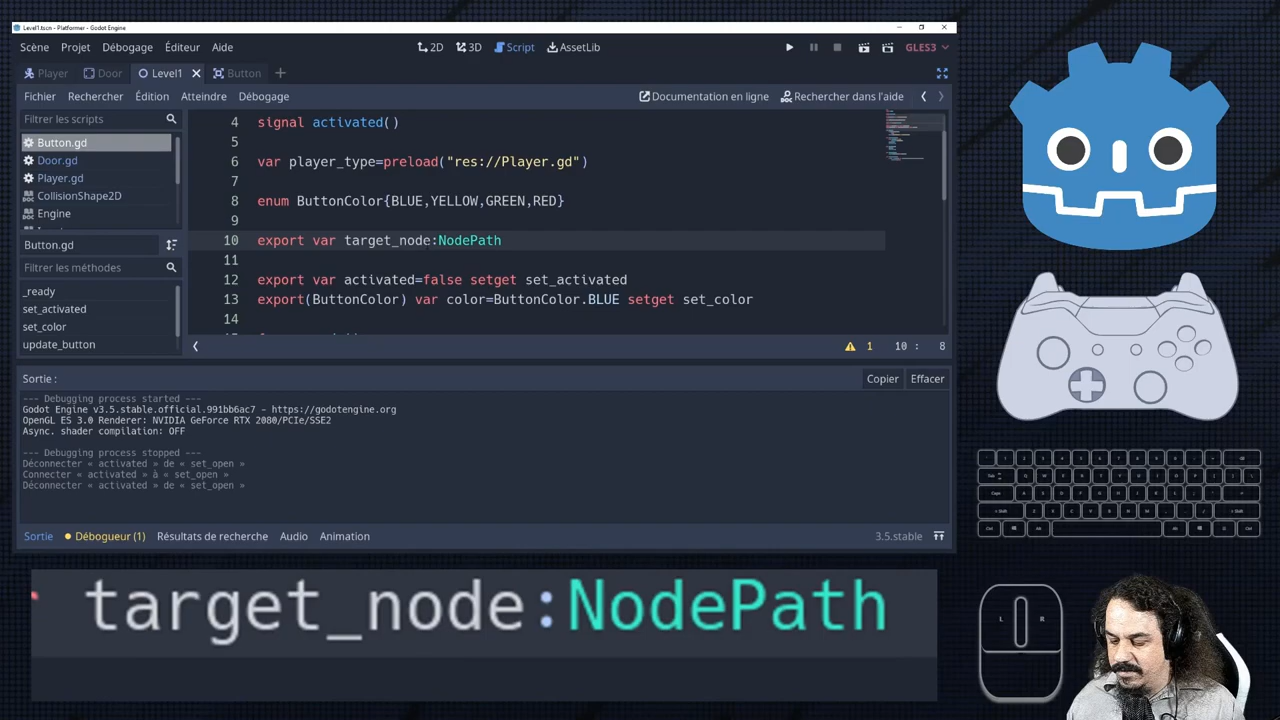 Level1.tscn - Platformer - Godot Engine
Scène Projet Débogage Éditeur Aide
2D 3D Script AssetLib
GLES3
Player Door Level1 Button
Fichier Rechercher Édition Atteindre Débogage
Documentation en ligne Rechercher dans l'aide
Filtrer les scripts
Button.gd
Door.gd
Player.gd
CollisionShape2D
Engine
Button.gd
Filtrer les méthodes
_ready
set_activated
set_color
update_button
4 signal activated()
5
6 var player_type=preload("res://Player.gd")
7
8 enum ButtonColor{BLUE,YELLOW,GREEN,RED}
9
10 export var target_node:NodePath
11
12 export var activated=false setget set_activated
13 export(ButtonColor) var color=ButtonColor.BLUE setget set_color
14
1 10 : 8
Sortie :
Copier Effacer
--- Debugging process started ---
Godot Engine v3.5.stable.official.991bb6ac7 - https://godotengine.org
OpenGL ES 3.0 Renderer: NVIDIA GeForce RTX 2080/PCIe/SSE2
Async. shader compilation: OFF
--- Debugging process stopped ---
Déconnecter « activated » de « set_open »
Connecter « activated » à « set_open »
Déconnecter « activated » de « set_open »
Sortie Débogueur (1) Résultats de recherche Audio Animation
3.5.stable
target_node:NodePath
L R